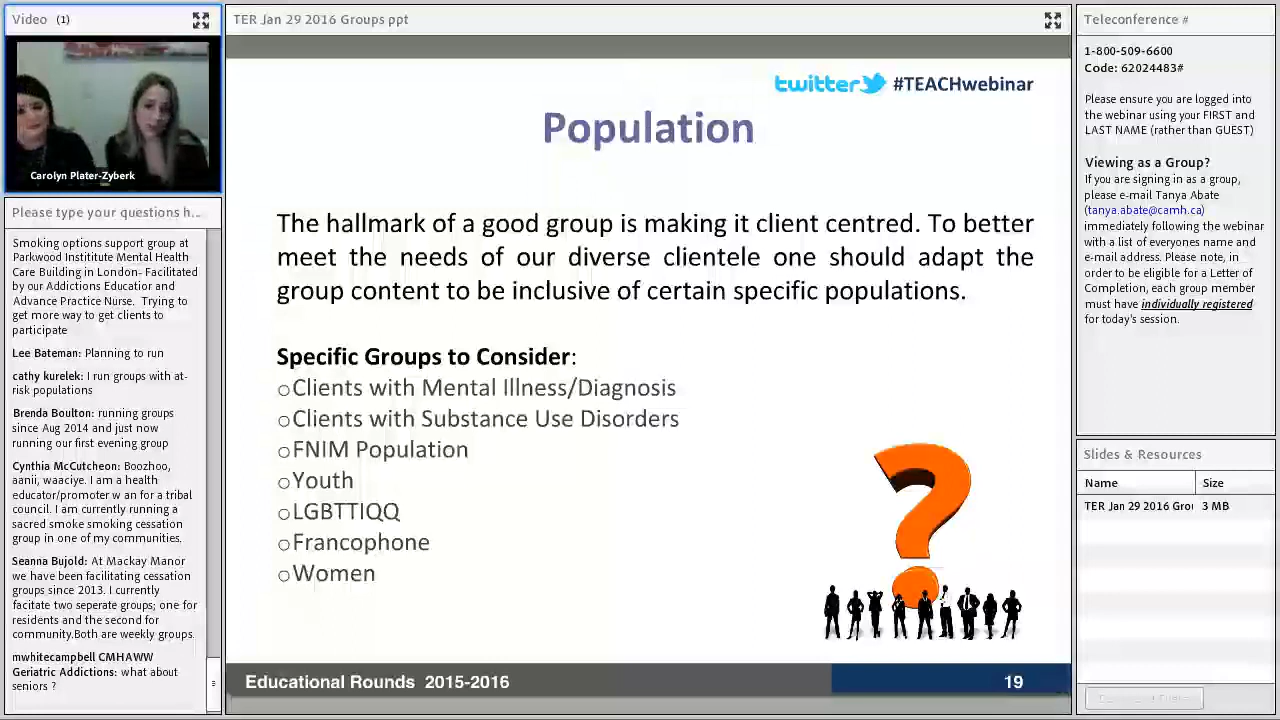 Video (1)
Carolyn Plater-Zyberk
Please type your questions h...
Smoking options support group at
Parkwood Instititute Mental Health
Care Building in London- Facilitated
by our Addictions Educatior and
Advance Practice Nurse. Trying to
get more way to get clients to
participate
Lee Bateman: Planning to run
cathy kurelek: I run groups with at-
risk populations
Brenda Boulton: running groups
since Aug 2014 and just now
running our first evening group
Cynthia McCutcheon: Boozhoo,
aanii, waaciye. I am a health
educator/promoter w an for a tribal
council. I am currently running a
sacred smoke smoking cessation
group in one of my communities.
Seanna Bujold: At Mackay Manor
we have been facilitating cessation
groups since 2013. I currently
facitate two seperate groups; one for
residents and the second for
community.Both are weekly groups.
mwhitecampbell CMHAWW
Geriatric Addictions: what about
seniors ?
TER Jan 29 2016 Groups ppt
twitter #TEACHwebinar
Population
The hallmark of a good group is making it client centred. To better
meet the needs of our diverse clientele one should adapt the
group content to be inclusive of certain specific populations.
Specific Groups to Consider:
oClients with Mental Illness/Diagnosis
oClients with Substance Use Disorders
oFNIM Population
oYouth
oLGBTTIQQ
oFrancophone
oWomen
Educational Rounds 2015-2016
19
Teleconference #
1-800-509-6600
Code: 62024483#
Please ensure you are logged into
the webinar using your FIRST and
LAST NAME (rather than GUEST)
Viewing as a Group?
If you are signing in as a group,
please e-mail Tanya Abate
(tanya.abate@camh.ca)
immediately following the webinar
with a list of everyones name and
e-mail address. Please note, in
order to be eligible for a Letter of
Completion, each group member
must have individually registered
for today's session.
Slides & Resources
Name Size
TER Jan 29 2016 Grou 3 MB